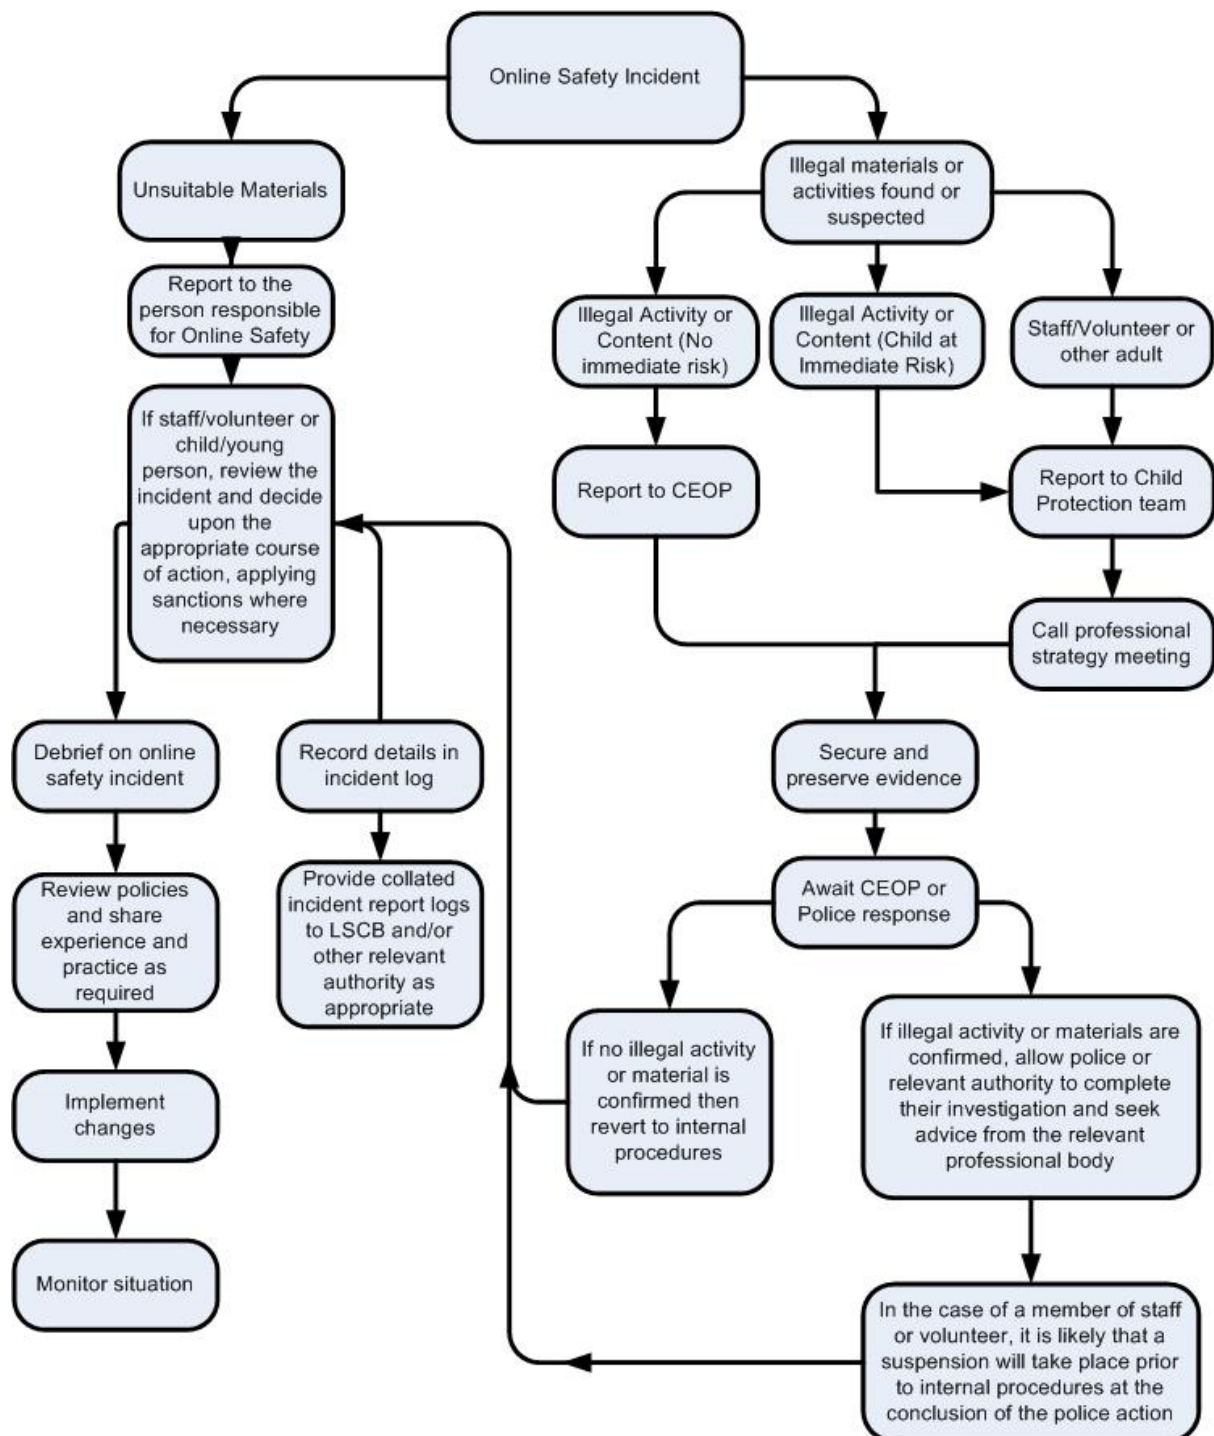 Online Safety Incident
Unsuitable Materials
Illegal materials or
activities found or
suspected
Report to the
person responsible
for Online Safety
Illegal Activity or
Content (No
immediate risk)
Illegal Activity or
Content (Child at
Immediate Risk)
Staff/Volunteer or
other adult
If staff/volunteer or
child/young
person, review the
incident and decide
upon the
appropriate course
of action, applying
sanctions where
necessary
Report to CEOP
Report to Child
Protection team
Call professional
strategy meeting
Debrief on online
safety incident
Record details in
incident log
Secure and
preserve evidence
Review policies
and share
experience and
practice as
required
Provide collated
incident report logs
to LSCB and/or
other relevant
authority as
appropriate
Await CEOP or
Police response
If no illegal activity
or material is
confirmed then
revert to internal
procedures
If illegal activity or materials are
confirmed, allow police or
relevant authority to complete
their investigation and seek
advice from the relevant
professional body
Implement
changes
Monitor situation
In the case of a member of staff
or volunteer, it is likely that a
suspension will take place prior
to internal procedures at the
conclusion of the police action